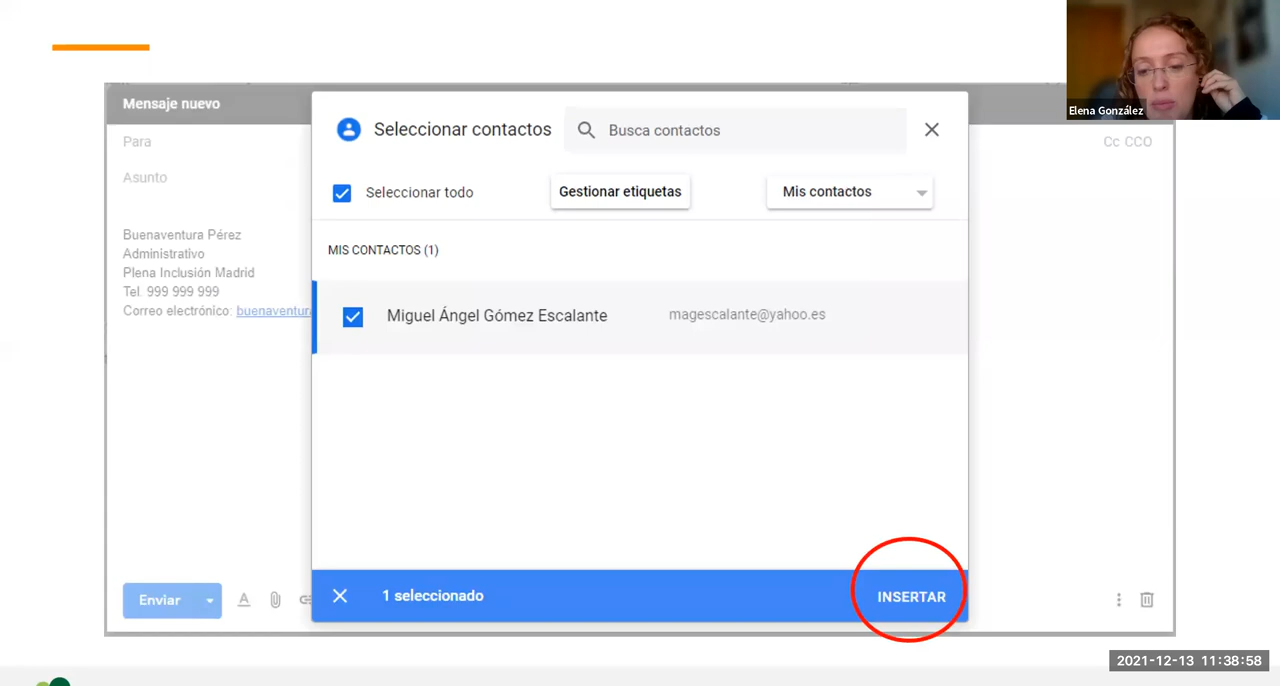 Elena González
Mensaje nuevo
Seleccionar contactos
Busca contactos
Para
Cc CCO
Asunto
Seleccionar todo
Gestionar etiquetas
Mis contactos
Buenaventura Pérez
MIS CONTACTOS (1)
Administrativo
Plena Inclusión Madrid
Tel. 999 999 999
Correo electrónico: buenaventura
Miguel Ángel Gómez Escalante
magescalante@yahoo.es
Enviar
1 seleccionado
INSERTAR
2021-12-13 11:38:58